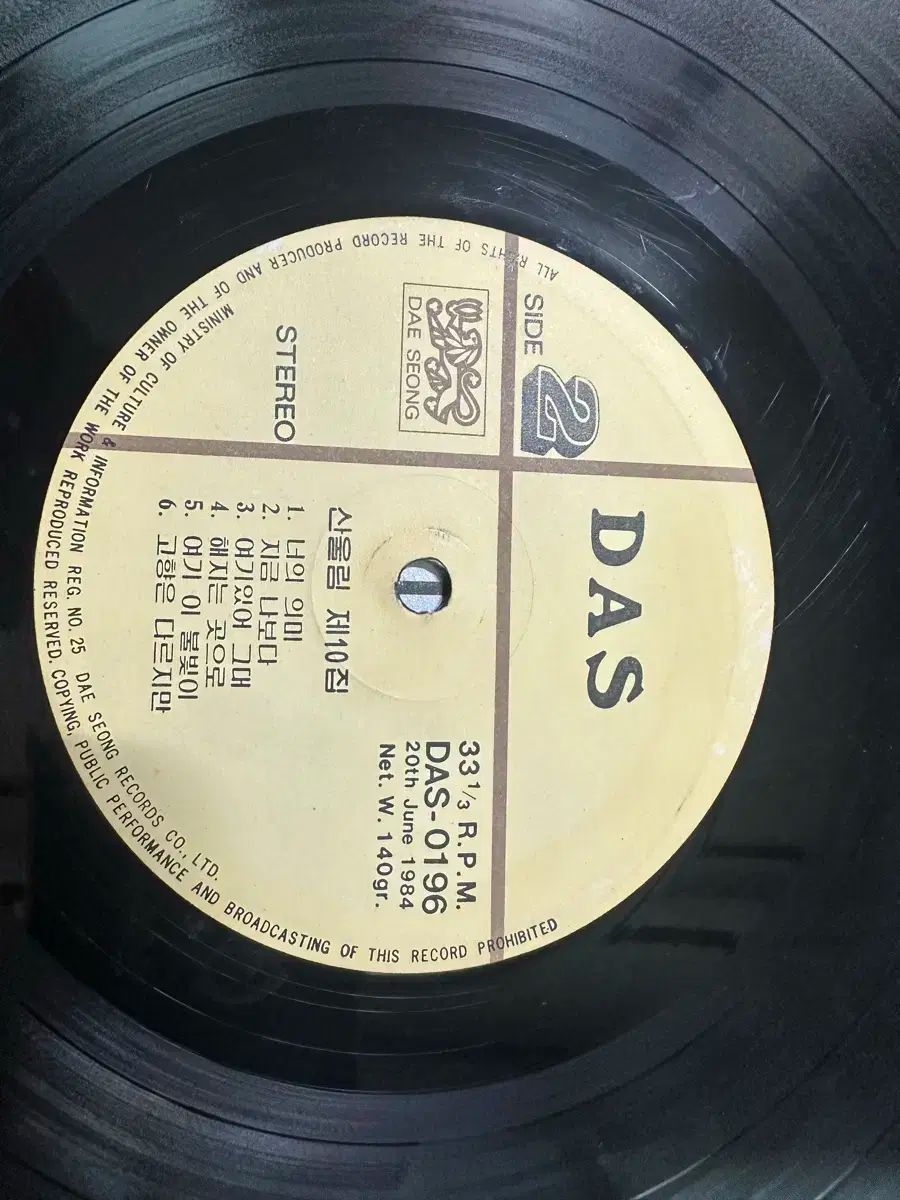 DAS
SIDE 2
DAE SEONG
STEREO
33 1/3 R.P.M.
DAS-0196
20th June 1984
Net. W. 140gr.
산울림 제10집
1. 너의 의미
2. 지금 나보다
3. 여기있어 그대
4. 해지는 곳으로
5. 여기 이 불빛이
6. 고향은 다르지만
MINISTRY OF CULTURE & INFORMATION REG. NO. 25 DAE SEONG RECORDS CO., LTD.
ALL RIGHTS OF THE RECORD PRODUCER AND OF THE OWNER OF THE WORK REPRODUCED RESERVED. COPYING, PUBLIC PERFORMANCE AND BROADCASTING OF THIS RECORD PROHIBITED